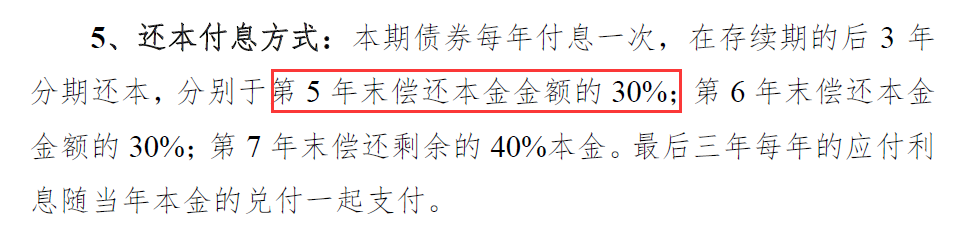 5、还本付息方式：本期债券每年付息一次，在存续期的后 3 年
分期还本，分别于第 5 年末偿还本金金额的 30%；第 6 年末偿还本金
金额的 30%；第 7 年末偿还剩余的 40%本金。最后三年每年的应付利
息随当年本金的兑付一起支付。